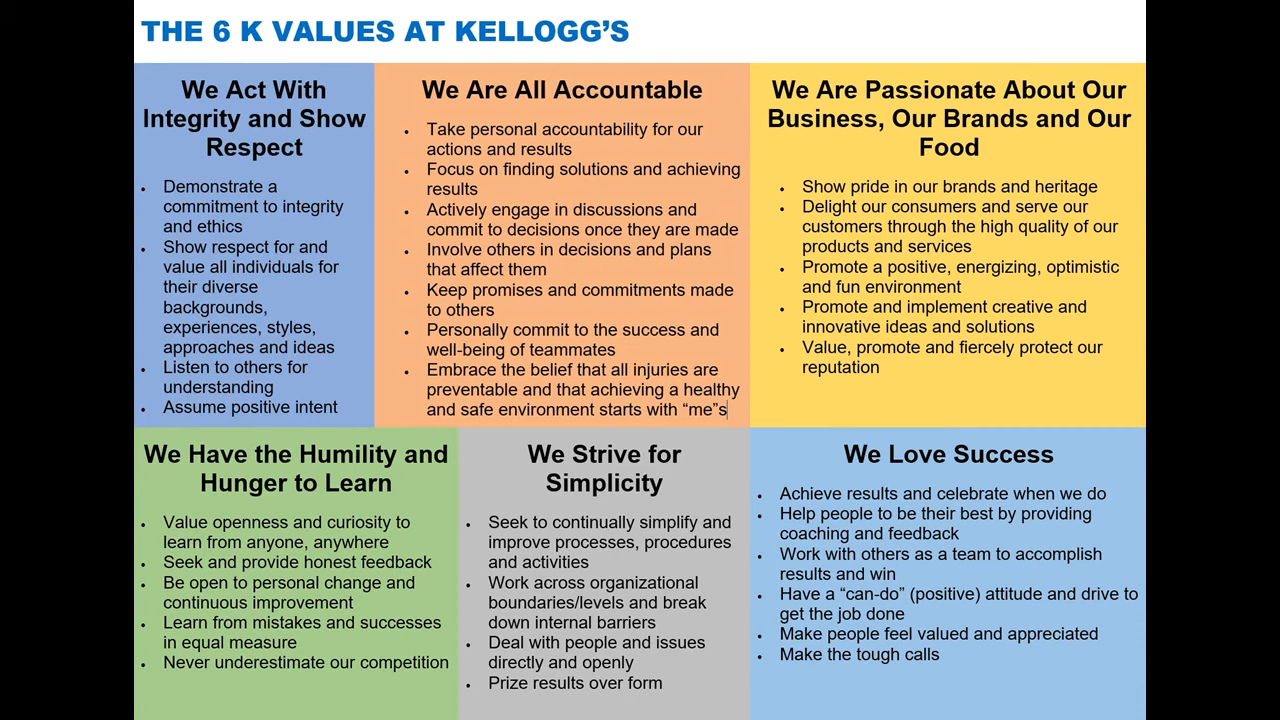 THE 6 K VALUES AT KELLOGG’S
We Act With
Integrity and Show
Respect
• Demonstrate a
commitment to integrity
and ethics
• Show respect for and
value all individuals for
their diverse
backgrounds,
experiences, styles,
approaches and ideas
• Listen to others for
understanding
• Assume positive intent
We Are All Accountable
• Take personal accountability for our
actions and results
• Focus on finding solutions and achieving
results
• Actively engage in discussions and
commit to decisions once they are made
• Involve others in decisions and plans
that affect them
• Keep promises and commitments made
to others
• Personally commit to the success and
well-being of teammates
• Embrace the belief that all injuries are
preventable and that achieving a healthy
and safe environment starts with “me”s
We Are Passionate About Our
Business, Our Brands and Our
Food
• Show pride in our brands and heritage
• Delight our consumers and serve our
customers through the high quality of our
products and services
• Promote a positive, energizing, optimistic
and fun environment
• Promote and implement creative and
innovative ideas and solutions
• Value, promote and fiercely protect our
reputation
We Have the Humility and
Hunger to Learn
• Value openness and curiosity to
learn from anyone, anywhere
• Seek and provide honest feedback
• Be open to personal change and
continuous improvement
• Learn from mistakes and successes
in equal measure
• Never underestimate our competition
We Strive for
Simplicity
• Seek to continually simplify and
improve processes, procedures
and activities
• Work across organizational
boundaries/levels and break
down internal barriers
• Deal with people and issues
directly and openly
• Prize results over form
We Love Success
• Achieve results and celebrate when we do
• Help people to be their best by providing
coaching and feedback
• Work with others as a team to accomplish
results and win
• Have a “can-do” (positive) attitude and drive to
get the job done
• Make people feel valued and appreciated
• Make the tough calls